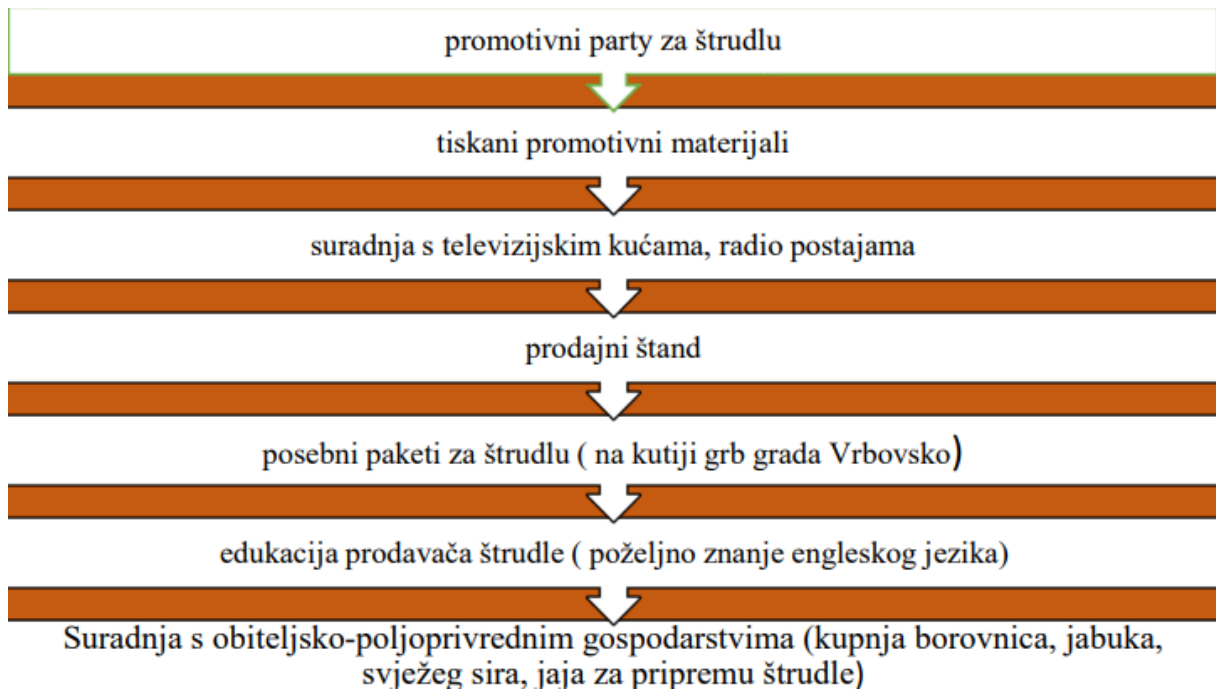 promotivni party za štrudlu
tiskani promotivni materijali
suradnja s televizijskim kućama, radio postajama
prodajni štand
posebni paketi za štrudlu ( na kutiji grb grada Vrbovsko)
edukacija prodavača štrudle ( poželjno znanje engleskog jezika)
Suradnja s obiteljsko-poljoprivrednim gospodarstvima (kupnja borovnica, jabuka,
svježeg sira, jaja za pripremu štrudle)